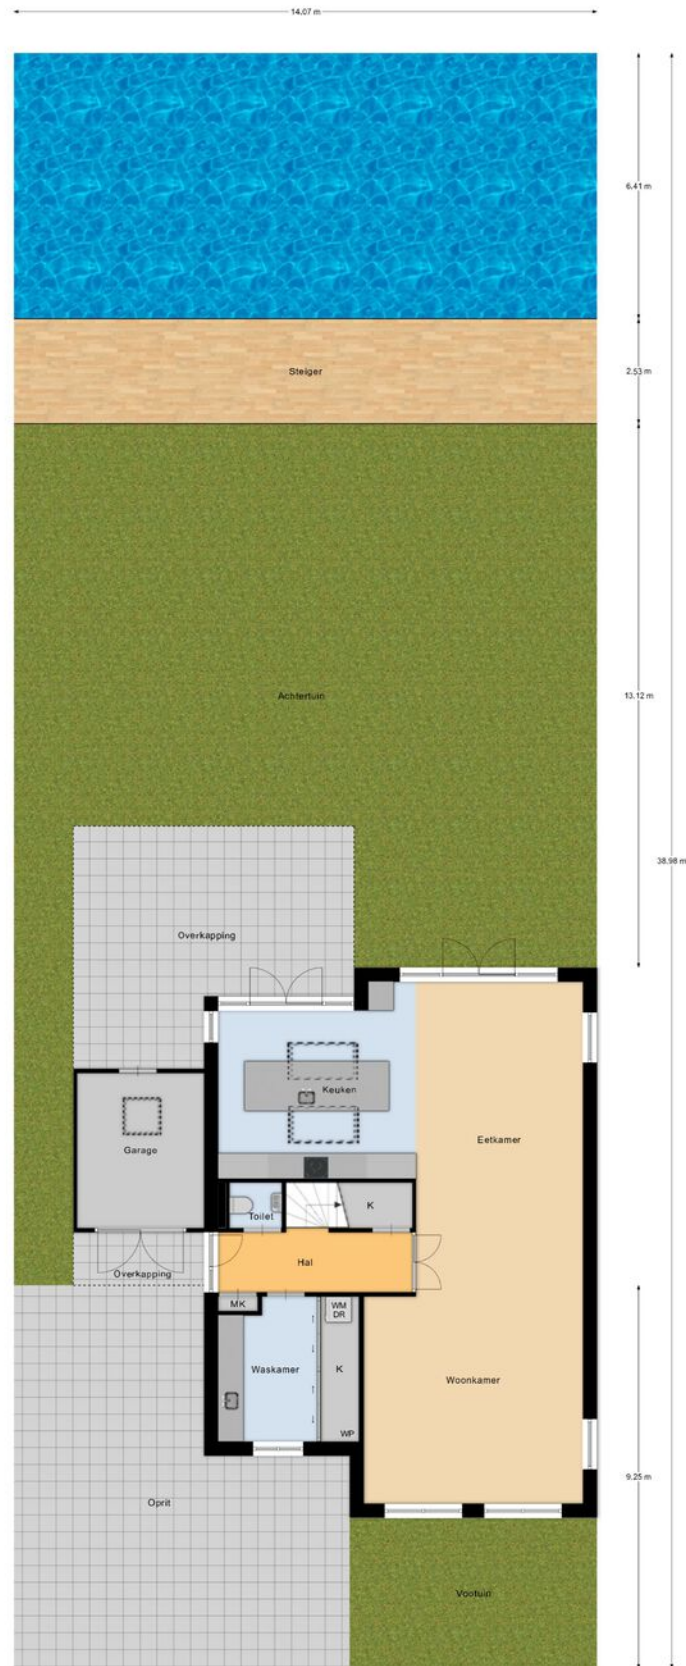 14.07 m
6.41 m
Steiger
2.53 m
Achtertuin
13.12 m
38.98 m
Overkapping
Keuken
Eetkamer
Garage
Toilet
K
Hal
Overkapping
MK
WM
DR
Waskamer
K
Woonkamer
WP
9.25 m
Oprit
Vootuin